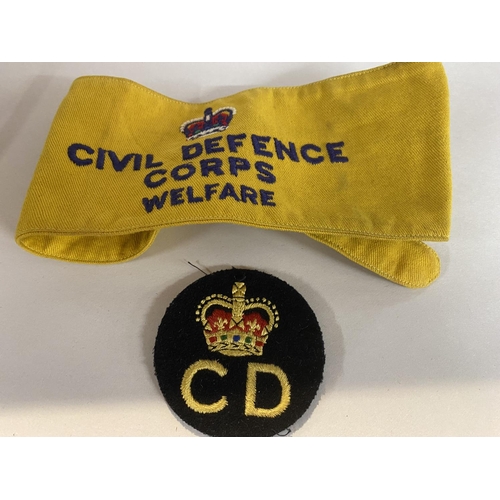 CIVIL DEFENCE
CORPS
WELFARE
CD